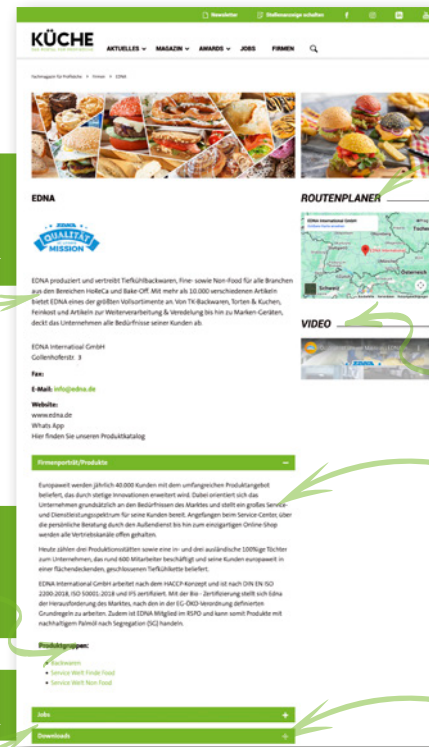 Newsletter Stellenanzeige schalten
KÜCHE
AKTUELLES MAGAZIN AWARDS JOBS FIRMEN
Fachmagazin für Profiköche > Firmen > EDNA
EDNA
EDNA
QUALITÄT
MISSION
EDNA produziert und vertreibt Tiefkühlbackwaren, Fine- sowie Non-Food für alle Branchen
aus den Bereichen HoReCa und Bake-Off. Mit mehr als 10.000 verschiedenen Artikeln
bietet EDNA eines der größten Vollsortimente an. Von TK-Backwaren, Torten & Kuchen,
Feinkost und Artikeln zur Weiterverarbeitung & Veredelung bis hin zu Marken-Geräten,
deckt das Unternehmen alle Bedürfnisse seiner Kunden ab.
EDNA International GmbH
Gollenhoferstr. 3
Fax:
E-Mail: info@edna.de
Website:
www.edna.de
Whats App
Hier finden Sie unseren Produktkatalog
Firmenporträt/Produkte
Europaweit werden jährlich 40.000 Kunden mit dem umfangreichen Produktangebot
beliefert, das durch stetige Innovationen erweitert wird. Dabei orientiert sich das
Unternehmen grundsätzlich an den Bedürfnissen des Marktes und stellt ein großes Service-
und Dienstleistungsspektrum für seine Kunden bereit. Angefangen beim Service-Center, über
die persönliche Beratung durch den Außendienst bis hin zum einzigartigen Online-Shop
werden alle Vertriebskanäle offen gehalten.
Heute zählen drei Produktionsstätten sowie eine in- und drei ausländische 100%ige Töchter
zum Unternehmen, das rund 600 Mitarbeiter beschäftigt und seine Kunden europaweit in
einer flächendeckenden, geschlossenen Tiefkühlkette beliefert.
EDNA International GmbH arbeitet nach dem HACCP-Konzept und ist nach DIN EN ISO
2200-2018, ISO 50001-2018 und IFS zertifiziert. Mit der Bio - Zertifizierung stellt sich Edna
der Herausforderung des Marktes, nach den in der EG-ÖKO-Verordnung definierten
Grundregeln zu arbeiten. Zudem ist EDNA Mitglied im RSPO und kann somit Produkte mit
nachhaltigem Palmöl nach Segregation (SG) handeln.
Produktgruppen:
Backwaren
Service Welt Finde Food
Service Welt Non Food
Jobs
Downloads
ROUTENPLANER
EDNA International GmbH
Schweiz
Österreich
VIDEO